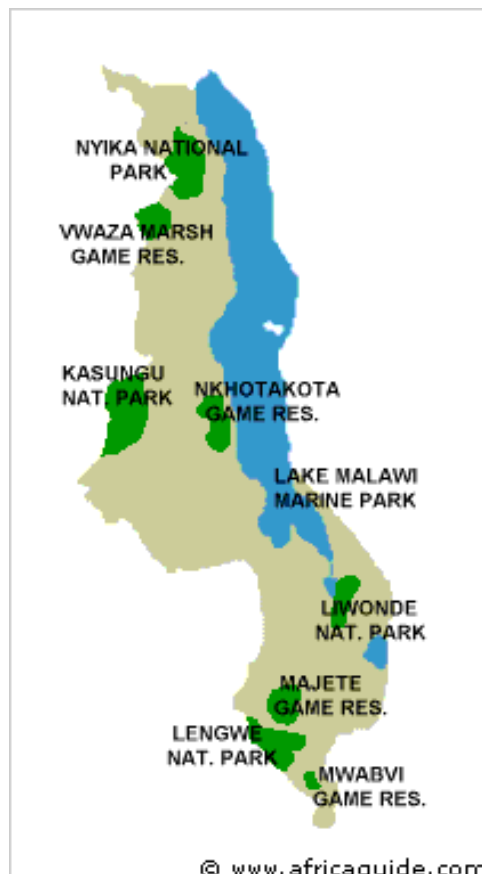 NYIKA NATIONAL
PARK
VWAZA MARSH
GAME RES.
KASUNGU
NAT. PARK
NKHOTAKOTA
GAME RES.
LAKE MALAWI
MARINE PARK
LIWONDE
NAT. PARK
MAJETE
GAME RES.
LENGWE
NAT. PARK
MWABVI
GAME RES.
© www.africaguide.com